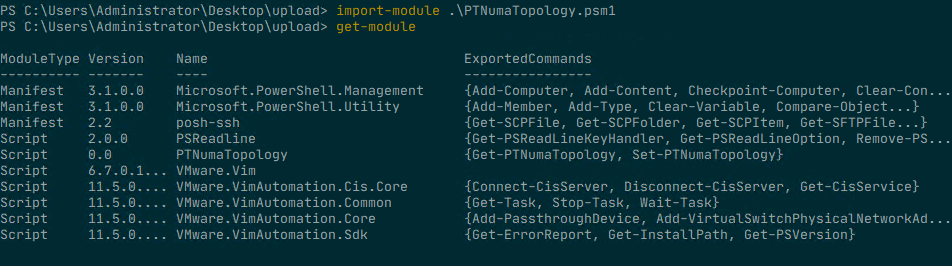 PS C:\Users\Administrator\Desktop\upload> import-module .\PTNumaTopology.psm1
PS C:\Users\Administrator\Desktop\upload> get-module
ModuleType Version    Name                                ExportedCommands
---------- -------    ----                                ----------------
Manifest   3.1.0.0    Microsoft.PowerShell.Management     {Add-Computer, Add-Content, Checkpoint-Computer, Clear-Con...
Manifest   3.1.0.0    Microsoft.PowerShell.Utility        {Add-Member, Add-Type, Clear-Variable, Compare-Object...}
Manifest   2.2        posh-ssh                            {Get-SCPFile, Get-SCPFolder, Get-SCPItem, Get-SFTPFile...}
Script     2.0.0      PSReadline                          {Get-PSReadLineKeyHandler, Get-PSReadLineOption, Remove-PS...
Script     0.0        PTNumaTopology                      {Get-PTNumaTopology, Set-PTNumaTopology}
Script     6.7.0.1... VMware.Vim
Script     11.5.0.... VMware.VimAutomation.Cis.Core       {Connect-CisServer, Disconnect-CisServer, Get-CisService}
Script     11.5.0.... VMware.VimAutomation.Common         {Get-Task, Stop-Task, Wait-Task}
Script     11.5.0.... VMware.VimAutomation.Core           {Add-PassthroughDevice, Add-VirtualSwitchPhysicalNetworkAd...
Script     11.5.0.... VMware.VimAutomation.Sdk            {Get-ErrorReport, Get-InstallPath, Get-PSVersion}